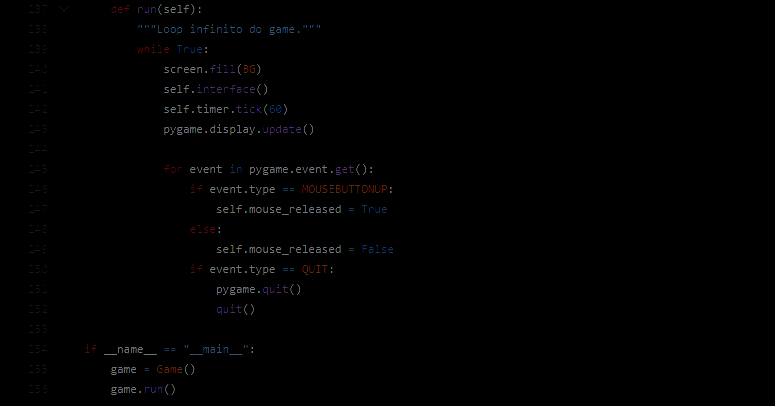 137 def run(self):
138 """Loop infinito do game."""
139 while True:
140 screen.fill(BG)
141 self.interface()
142 self.timer.tick(60)
143 pygame.display.update()
144
145 for event in pygame.event.get():
146 if event.type == MOUSEBUTTONUP:
147 self.mouse_released = True
148 else:
149 self.mouse_released = False
150 if event.type == QUIT:
151 pygame.quit()
152 quit()
153
154 if __name__ == "__main__":
155 game = Game()
156 game.run()